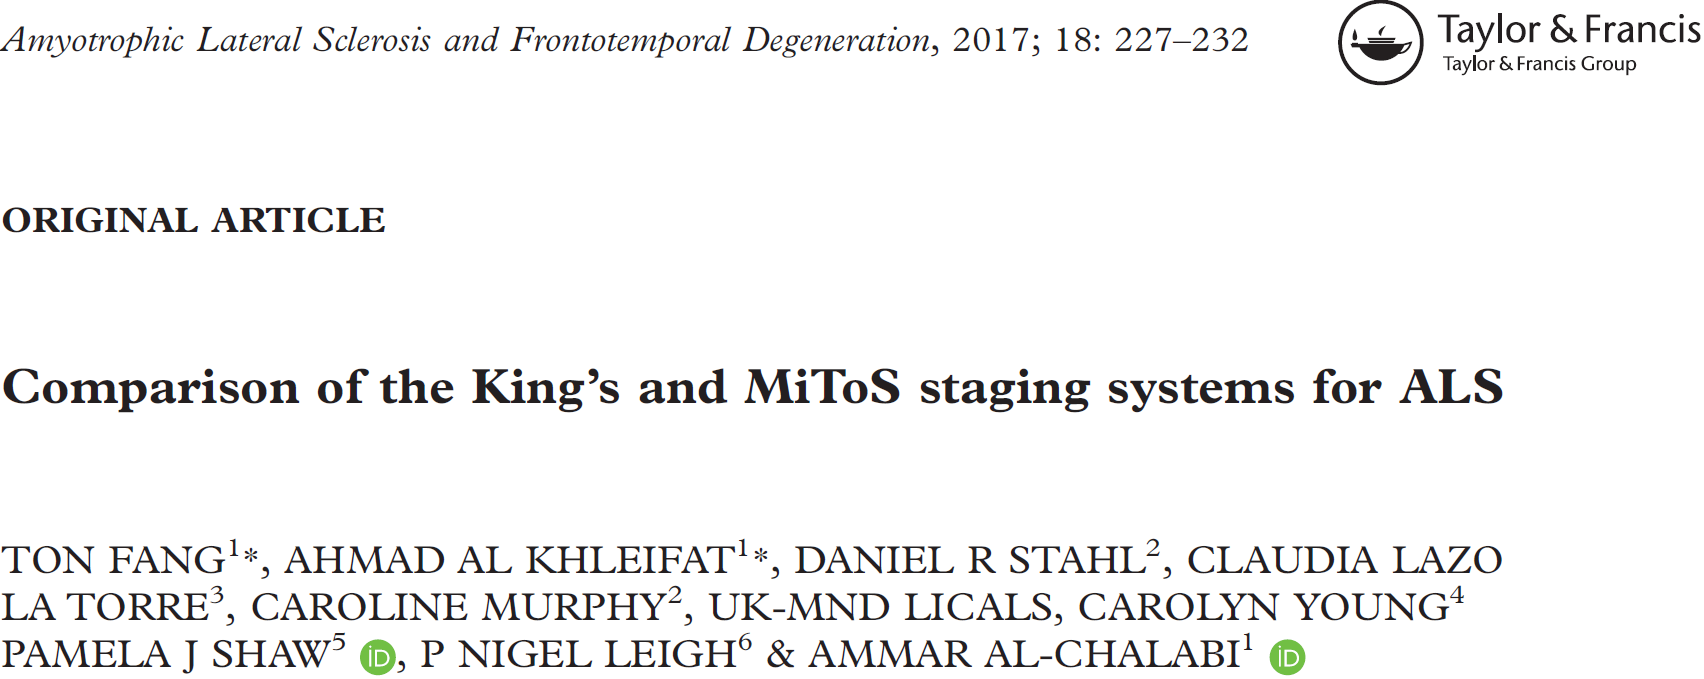 Amyotrophic Lateral Sclerosis and Frontotemporal Degeneration, 2017; 18: 227–232
Taylor & Francis
Taylor & Francis Group
ORIGINAL ARTICLE
Comparison of the King’s and MiToS staging systems for ALS
TON FANG1*, AHMAD AL KHLEIFAT1*, DANIEL R STAHL2, CLAUDIA LAZO
LA TORRE3, CAROLINE MURPHY2, UK-MND LICALS, CAROLYN YOUNG4
PAMELA J SHAW5 iD, P NIGEL LEIGH6 & AMMAR AL-CHALABI1 iD